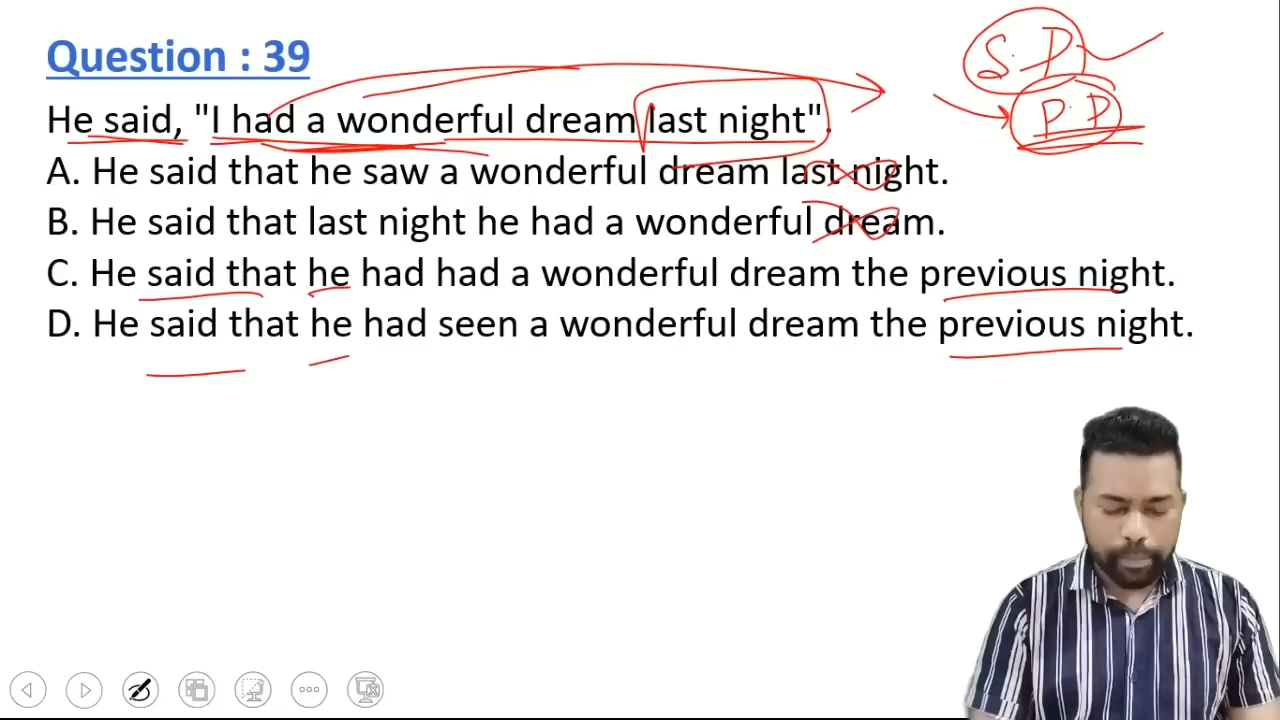 Question : 39
S. P
He said, "I had a wonderful dream last night".
P. P
A. He said that he saw a wonderful dream last night.
B. He said that last night he had a wonderful dream.
C. He said that he had had a wonderful dream the previous night.
D. He said that he had seen a wonderful dream the previous night.